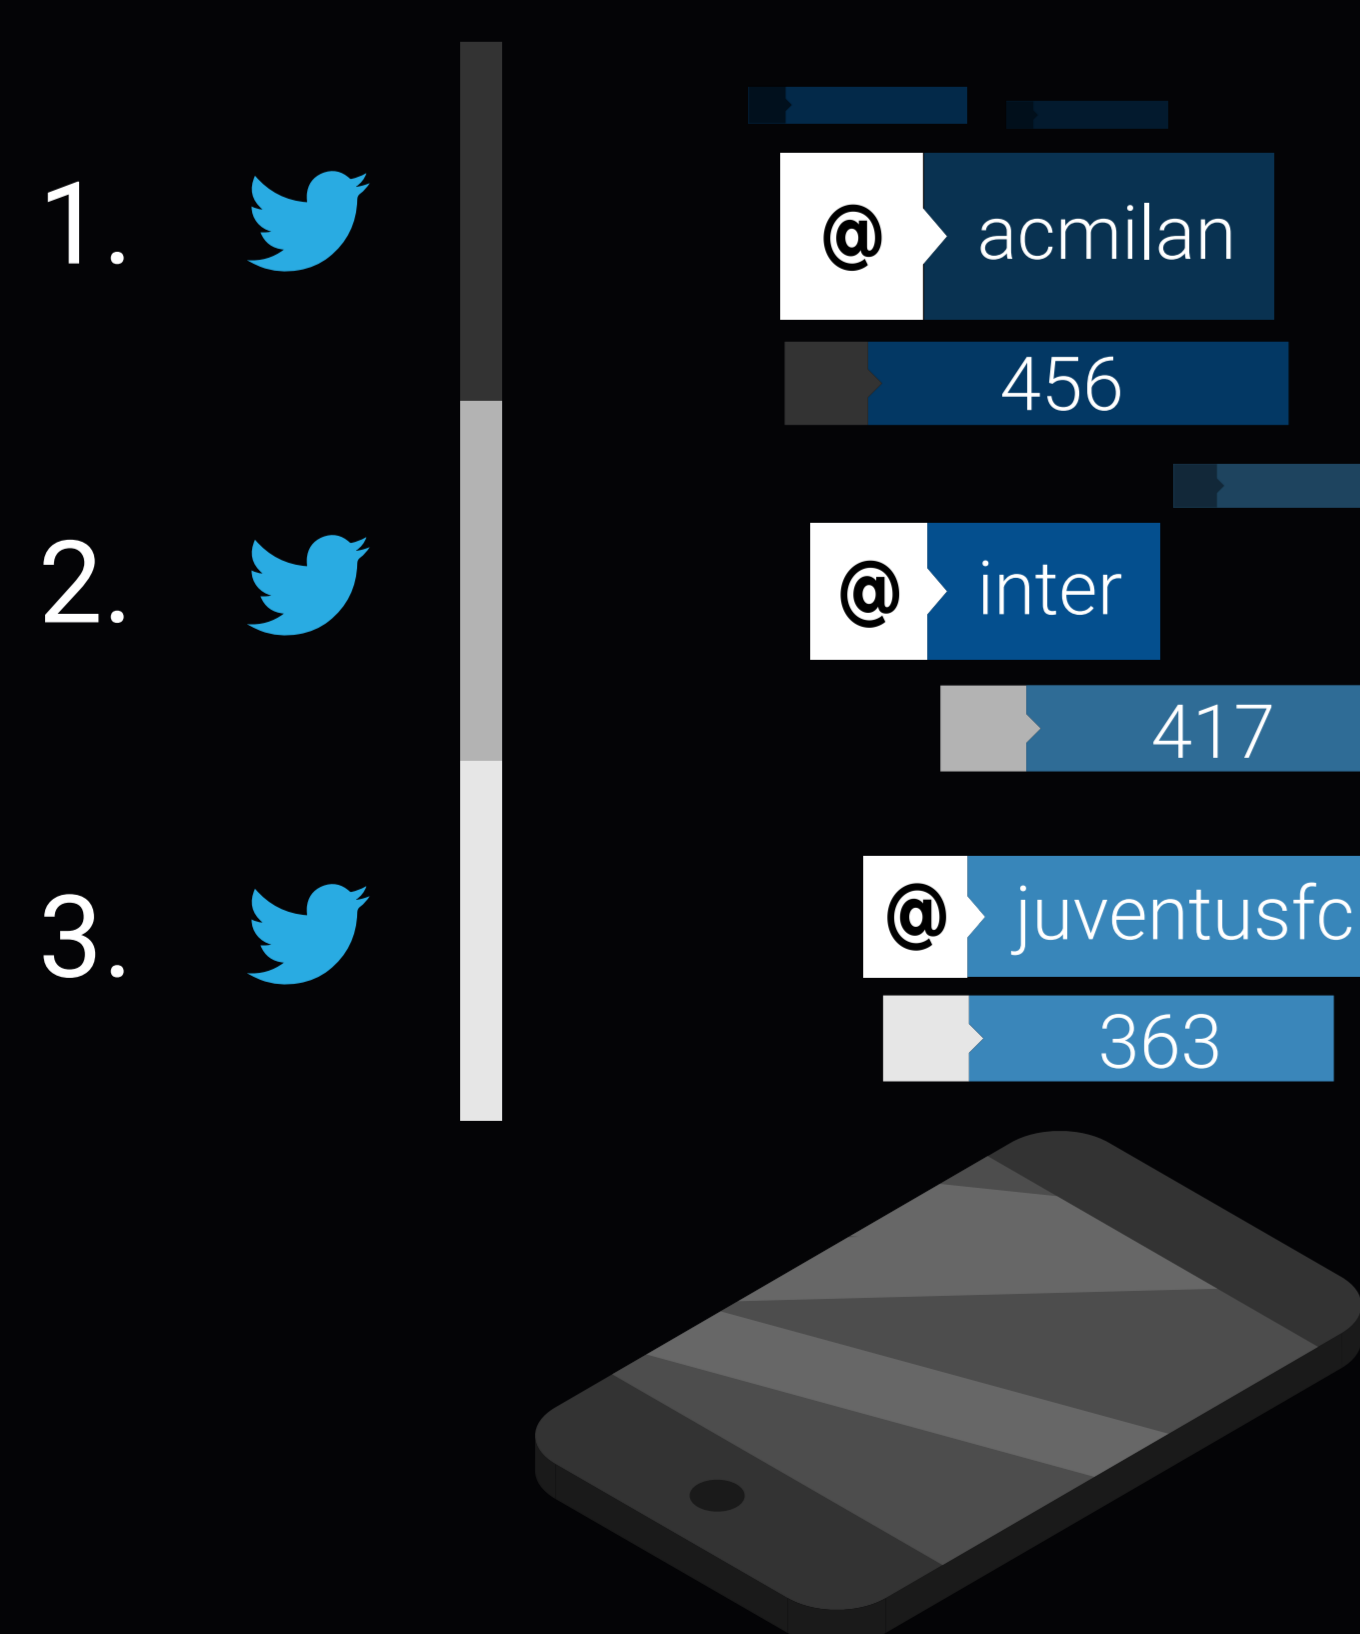 1.
@ acmilan
456
2.
@ inter
417
3.
@ juventusfc
363